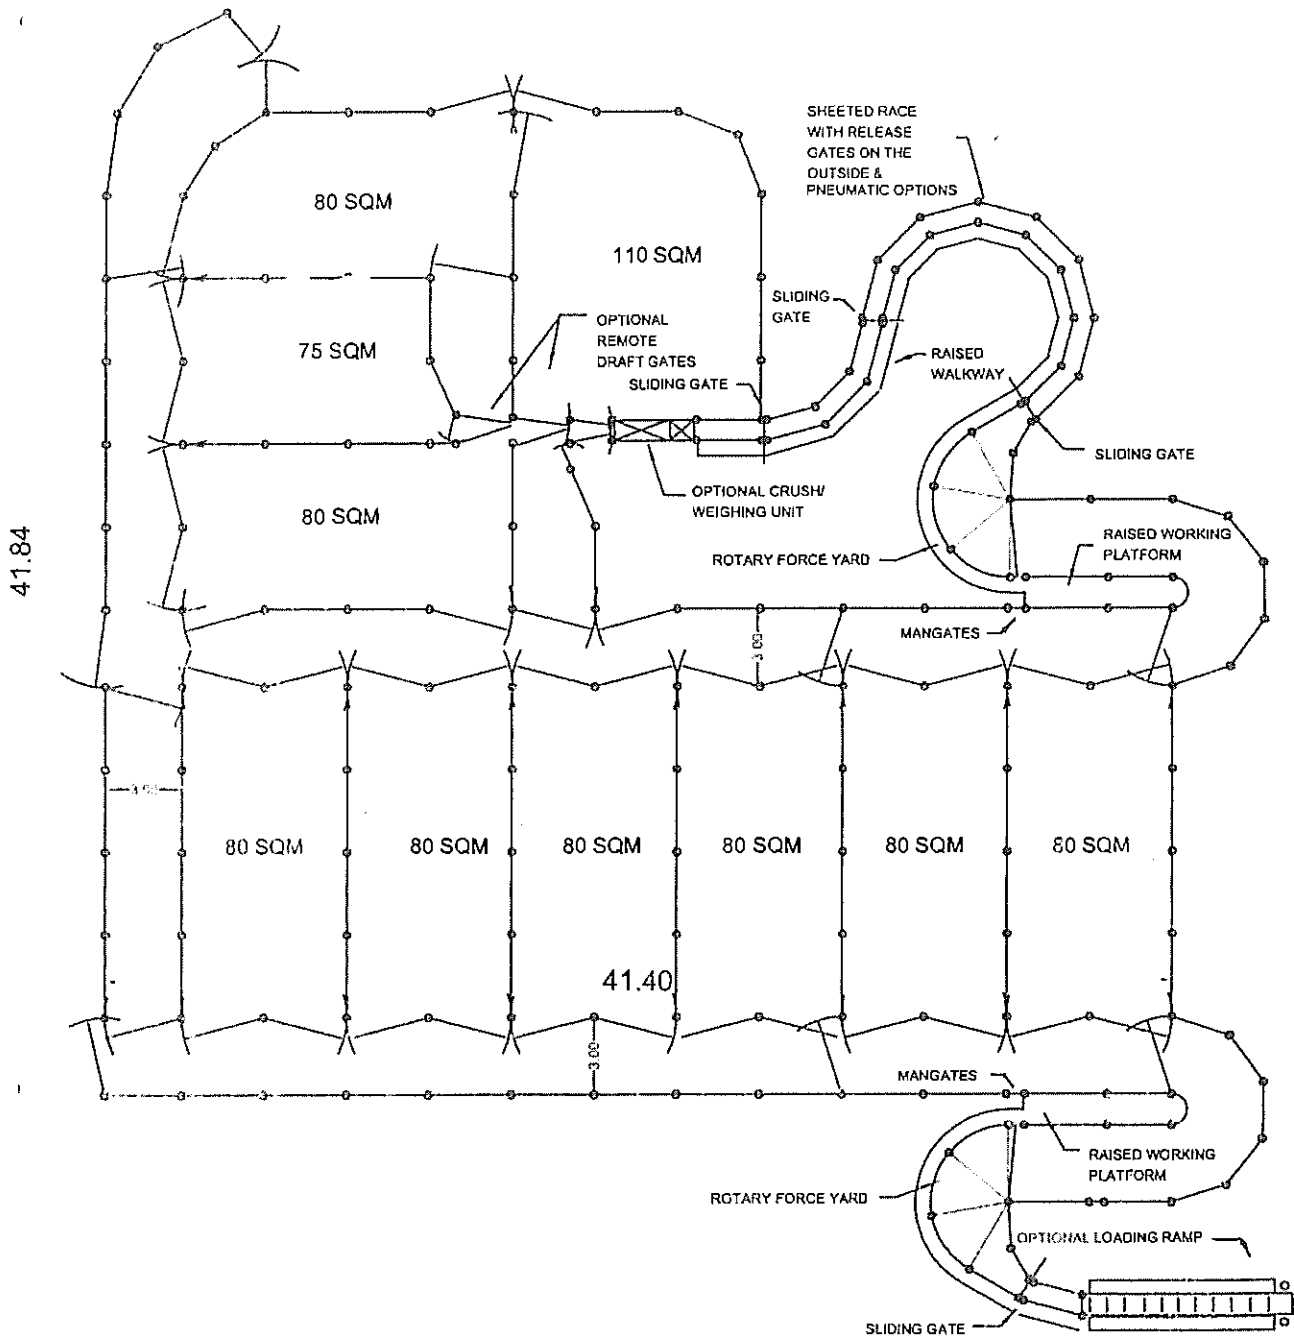 SHEETED RACE
WITH RELEASE
GATES ON THE
OUTSIDE &
PNEUMATIC OPTIONS
80 SQM
110 SQM
SLIDING
GATE
OPTIONAL
REMOTE
DRAFT GATES
75 SQM
RAISED
WALKWAY
SLIDING GATE
SLIDING GATE
OPTIONAL CRUSH/
WEIGHING UNIT
80 SQM
41.84
ROTARY FORCE YARD
RAISED WORKING
PLATFORM
MANGATES
3.00
80 SQM
80 SQM
80 SQM
80 SQM
80 SQM
80 SQM
41.40
3.00
MANGATES
RAISED WORKING
PLATFORM
ROTARY FORCE YARD
OPTIONAL LOADING RAMP
SLIDING GATE